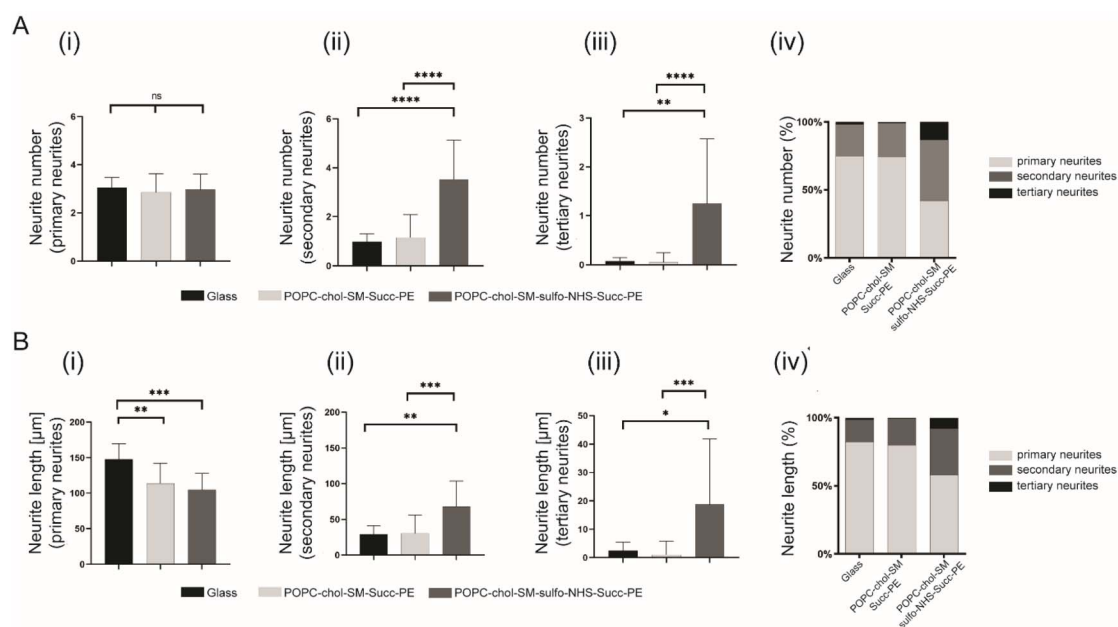 A
(i)
Neurite number
(primary neurites)
6
4
2
0
ns
(ii)
Neurite number
(secondary neurites)
6
4
2
0
****
****
(iii)
Neurite number
(tertiary neurites)
3
2
1
0
****
**
(iv)
Neurite number (%)
100%
50%
0%
Glass
POPC-chol-SM
Succ-PE
POPC-chol-SM
sulfo-NHS-Succ-PE
primary neurites
secondary neurites
tertiary neurites
Glass
POPC-chol-SM-Succ-PE
POPC-chol-SM-sulfo-NHS-Succ-PE
B
(i)
Neurite length [µm]
(primary neurites)
200
150
100
50
0
***
**
(ii)
Neurite length [µm]
(secondary neurites)
200
150
100
50
0
***
**
(iii)
Neurite length [µm]
(tertiary neurites)
50
40
30
20
10
0
***
*
(iv)
Neurite length (%)
100%
50%
0%
Glass
POPC-chol-SM
Succ-PE
POPC-chol-SM
sulfo-NHS-Succ-PE
primary neurites
secondary neurites
tertiary neurites
Glass
POPC-chol-SM-Succ-PE
POPC-chol-SM-sulfo-NHS-Succ-PE